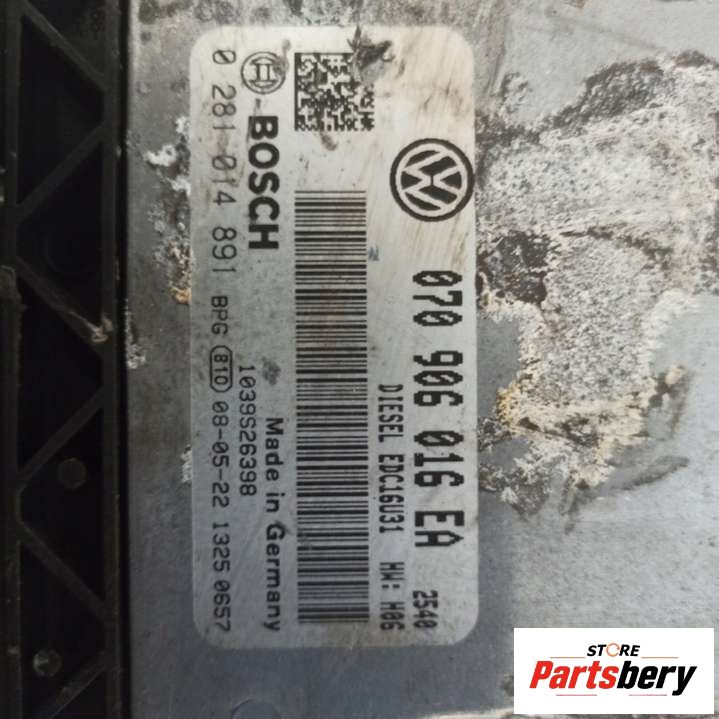 070 906 016 EA
2540
DIESEL EDC16U31 HW: H06
BOSCH
Made in Germany
1039S26398
0 281 014 891 BPG 81D 08-05-22 1325 0657
STORE
Partsbery